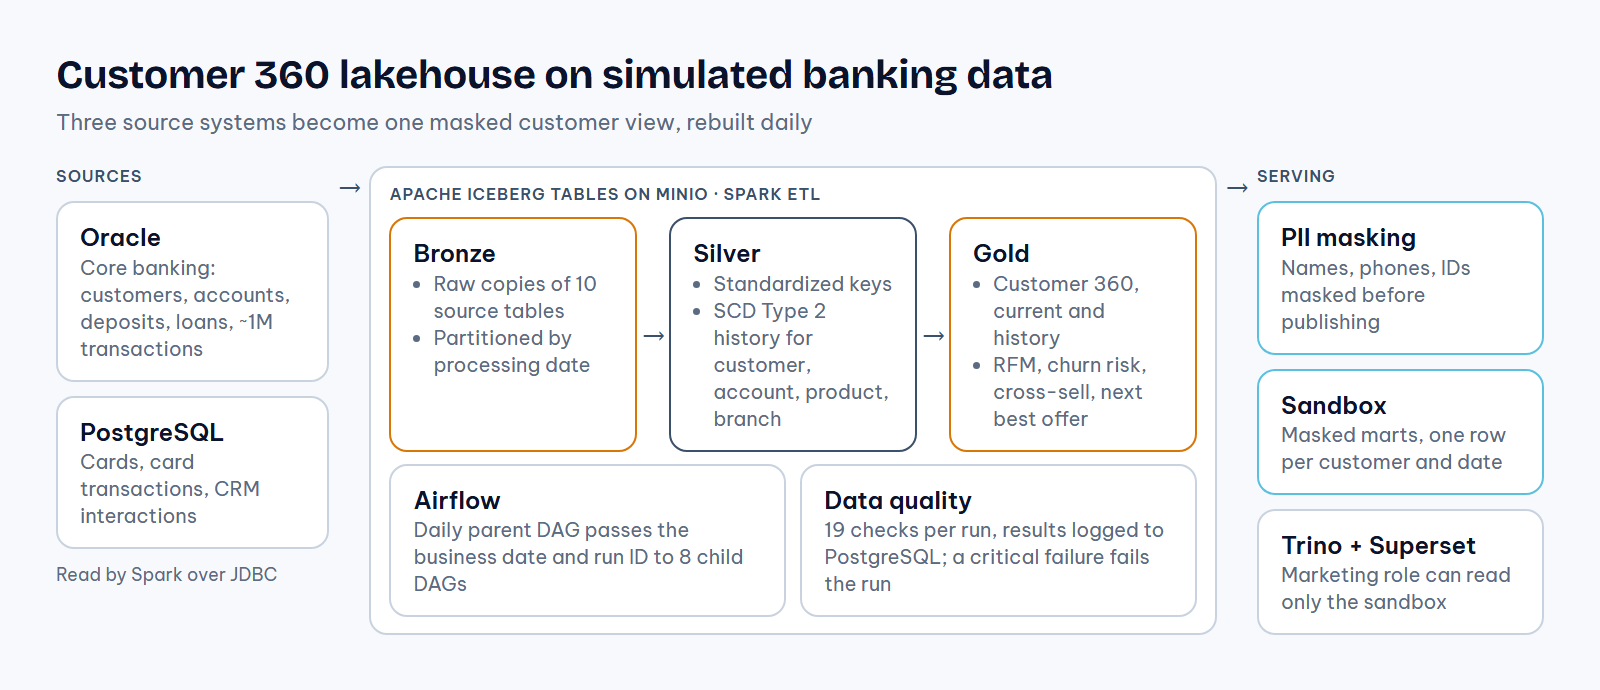 Customer 360 lakehouse on simulated banking data
Three source systems become one masked customer view, rebuilt daily
SOURCES
→
Oracle
Core banking:
customers, accounts,
deposits, loans, ~1M
transactions
PostgreSQL
Cards, card
transactions, CRM
interactions
Read by Spark over JDBC
APACHE ICEBERG TABLES ON MINIO · SPARK ETL
Bronze
• Raw copies of 10
source tables
• Partitioned by
processing date
→
Silver
• Standardized keys
• SCD Type 2
history for
customer,
account, product,
branch
→
Gold
• Customer 360,
current and
history
• RFM, churn risk,
cross-sell, next
best offer
Airflow
Daily parent DAG passes the
business date and run ID to 8 child
DAGs
Data quality
19 checks per run, results logged to
PostgreSQL; a critical failure fails
the run
→
SERVING
PII masking
Names, phones, IDs
masked before
publishing
Sandbox
Masked marts, one row
per customer and date
Trino + Superset
Marketing role can read
only the sandbox